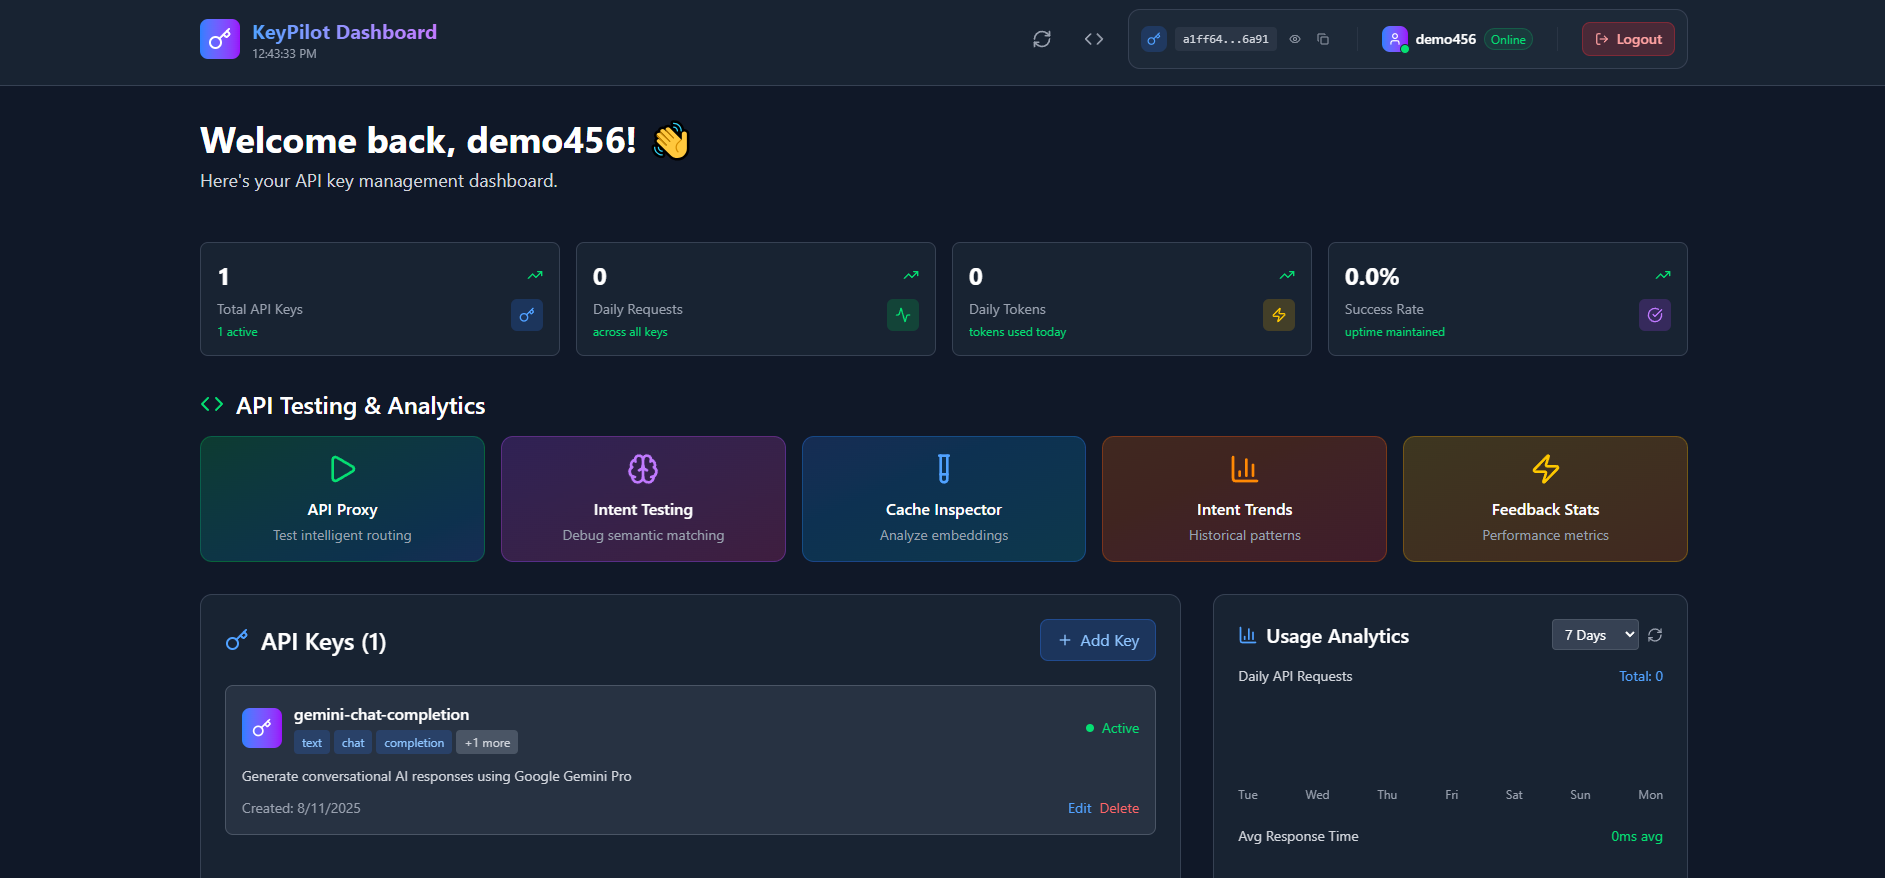 KeyPilot Dashboard
12:43:33 PM
a1ff64...6a91
demo456
Online
Logout
Welcome back, demo456! 👋
Here's your API key management dashboard.
1
Total API Keys
1 active
0
Daily Requests
across all keys
0
Daily Tokens
tokens used today
0.0%
Success Rate
uptime maintained
API Testing & Analytics
API Proxy
Test intelligent routing
Intent Testing
Debug semantic matching
Cache Inspector
Analyze embeddings
Intent Trends
Historical patterns
Feedback Stats
Performance metrics
API Keys (1)
+ Add Key
gemini-chat-completion
text chat completion +1 more
Active
Generate conversational AI responses using Google Gemini Pro
Created: 8/11/2025
Edit Delete
Usage Analytics
7 Days
Daily API Requests
Total: 0
Tue Wed Thu Fri Sat Sun Mon
Avg Response Time
0ms avg